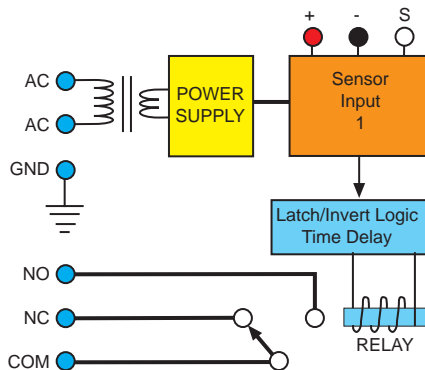 + - S
AC
AC
GND
POWER
SUPPLY
Sensor
Input
1
Latch/Invert Logic
Time Delay
NO
NC
COM
RELAY